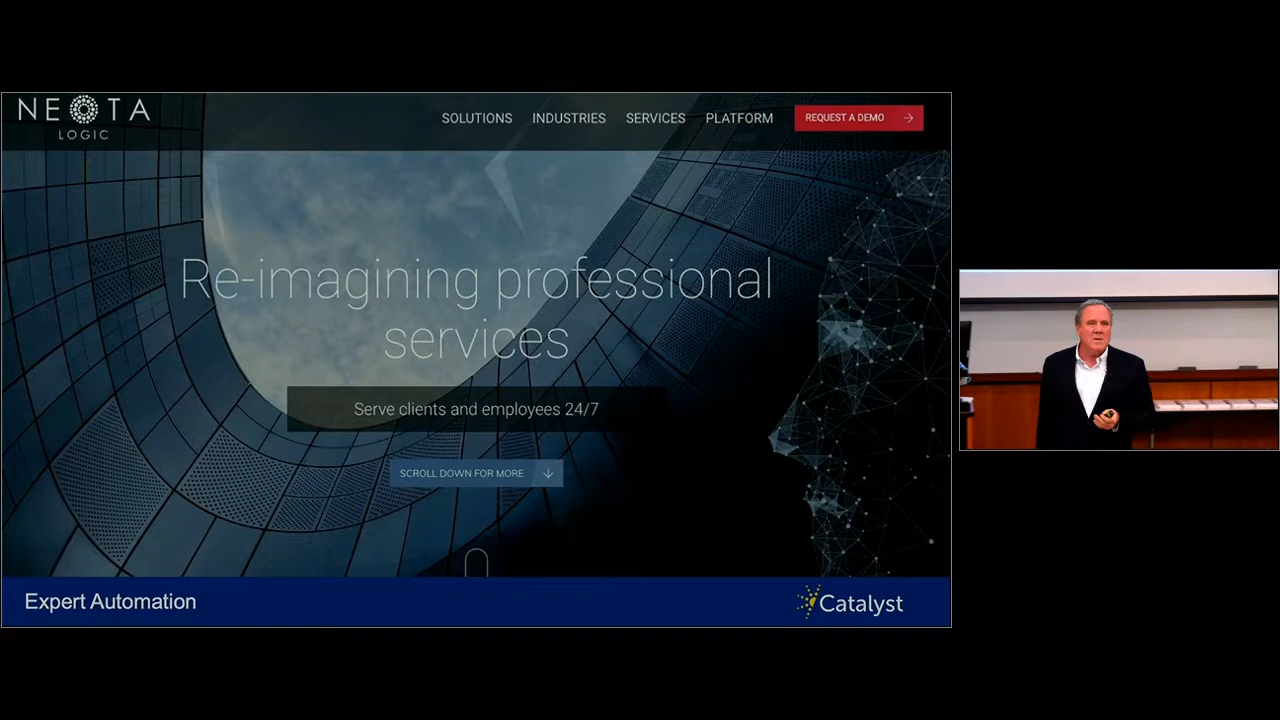 NEOTA
LOGIC
SOLUTIONS INDUSTRIES SERVICES PLATFORM REQUEST A DEMO
Re-imagining professional
services
Serve clients and employees 24/7
SCROLL DOWN FOR MORE
Expert Automation
Catalyst